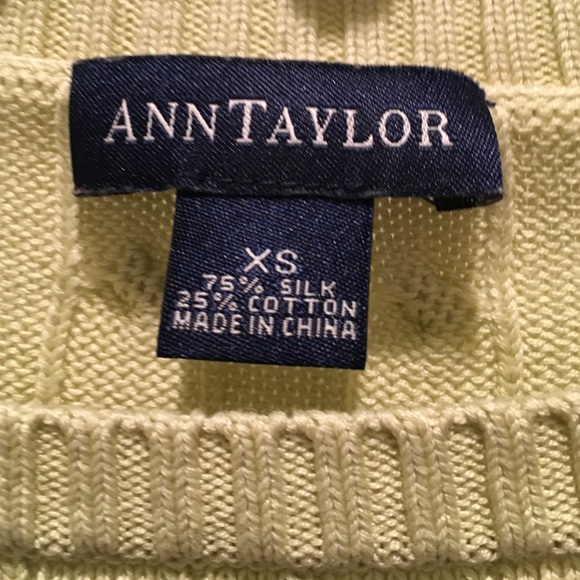 ANNTAYLOR
XS
75% SILK
25% COTTON
MADE IN CHINA